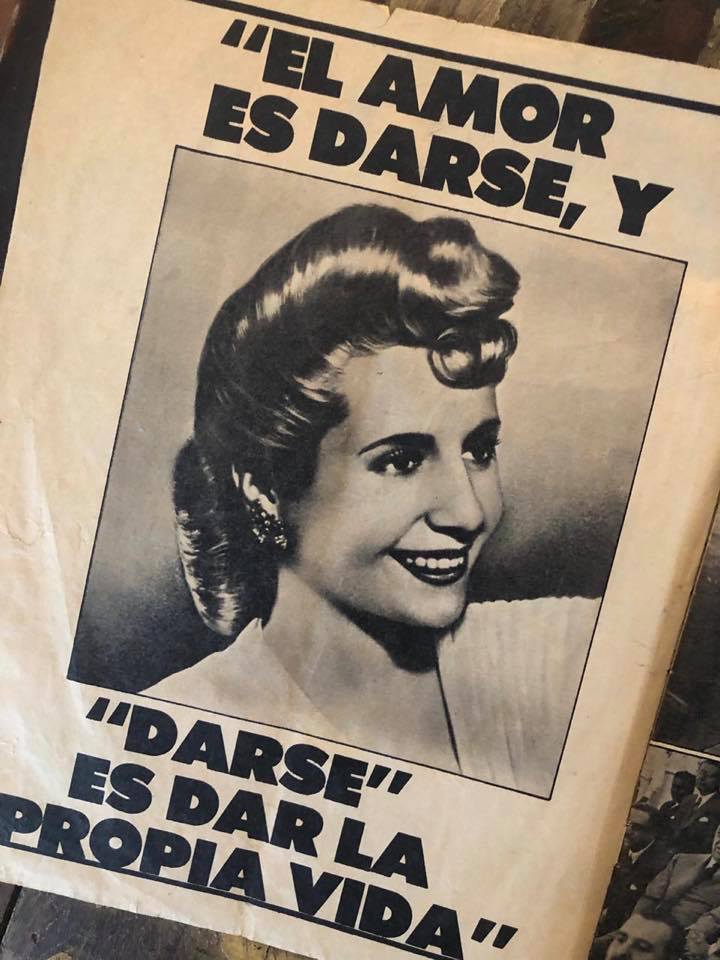 “EL AMOR
ES DARSE, Y
“DARSE”
ES DAR LA
PROPIA VIDA”